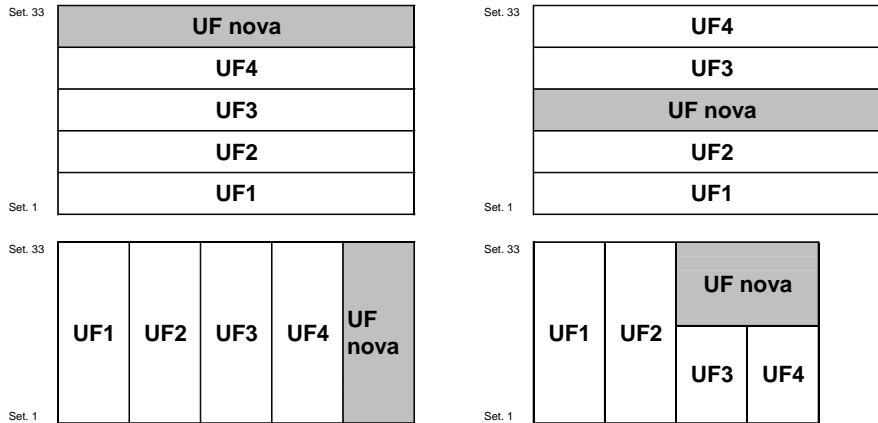 Set. 33
UF nova
UF4
UF3
UF2
UF1
Set. 1
Set. 33
UF4
UF3
UF nova
UF2
UF1
Set. 1
Set. 33
UF1 UF2 UF3 UF4 UF
nova
Set. 1
Set. 33
UF nova
UF1 UF2
UF3 UF4
Set. 1